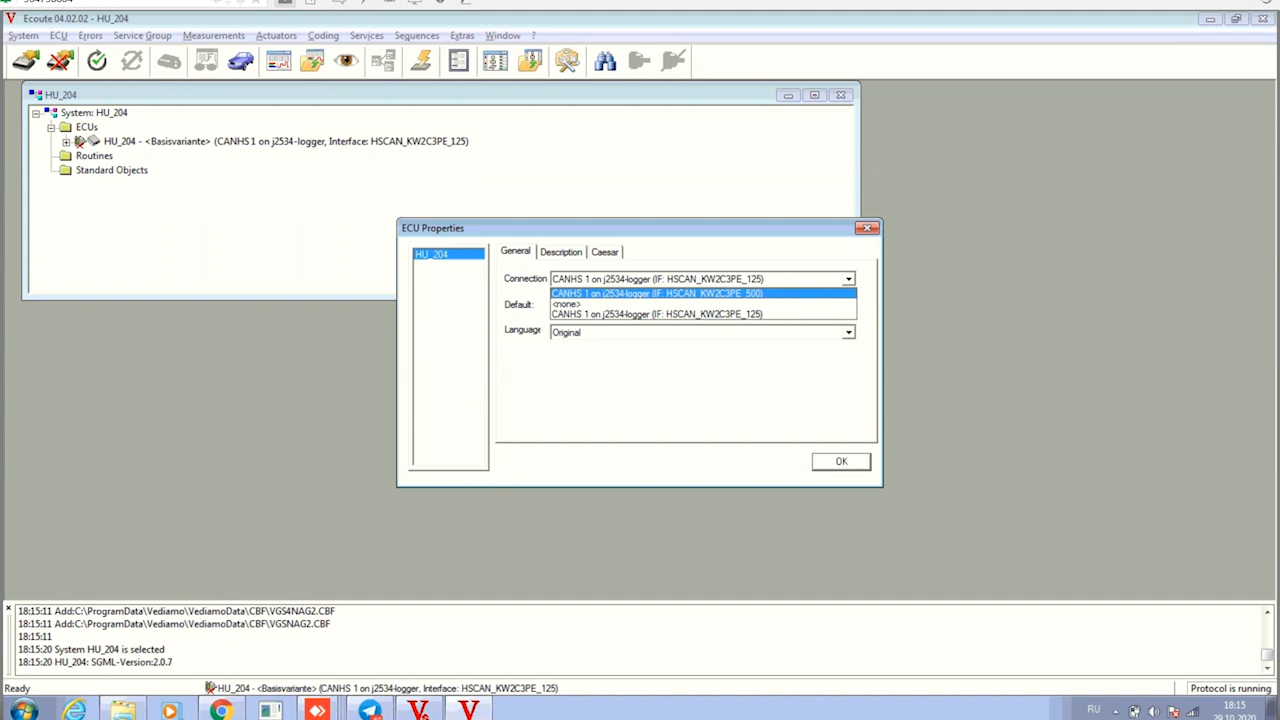 Ecoute 04.02.02 - HU_204
System ECU Errors Service Group Measurements Actuators Coding Services Sequences Extras Window ?
HU_204
System: HU_204
ECUs
HU_204 - <Basisvariante> (CANHS 1 on j2534-logger, Interface: HSCAN_KW2C3PE_125)
Routines
Standard Objects
ECU Properties
HU_204
General Description Caesar
Connection CANHS 1 on j2534-logger (IF: HSCAN_KW2C3PE_125)
CANHS 1 on j2534-logger (IF: HSCAN_KW2C3PE_500)
Default: <none>
CANHS 1 on j2534-logger (IF: HSCAN_KW2C3PE_125)
Language Original
OK
18:15:11 Add:C:\ProgramData\Vediamo\VediamoData\CBF\VGS4NAG2.CBF
18:15:11 Add:C:\ProgramData\Vediamo\VediamoData\CBF\VGSNAG2.CBF
18:15:11
18:15:20 System HU_204 is selected
18:15:20 HU_204: SGML-Version:2.0.7
Ready HU_204 - <Basisvariante> (CANHS 1 on j2534-logger, Interface: HSCAN_KW2C3PE_125) Protocol is running
RU 18:15
29.10.2020